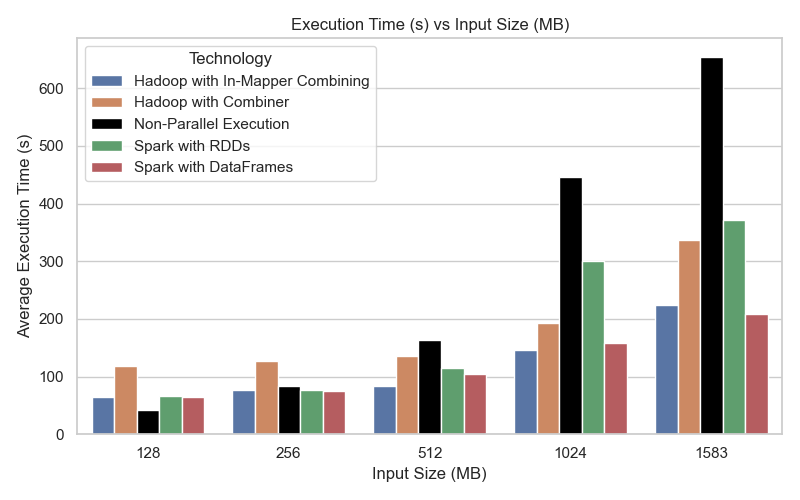 Execution Time (s) vs Input Size (MB)
Technology
Hadoop with In-Mapper Combining
Hadoop with Combiner
Non-Parallel Execution
Spark with RDDs
Spark with DataFrames
Average Execution Time (s)
600
500
400
300
200
100
0
128 256 512 1024 1583
Input Size (MB)